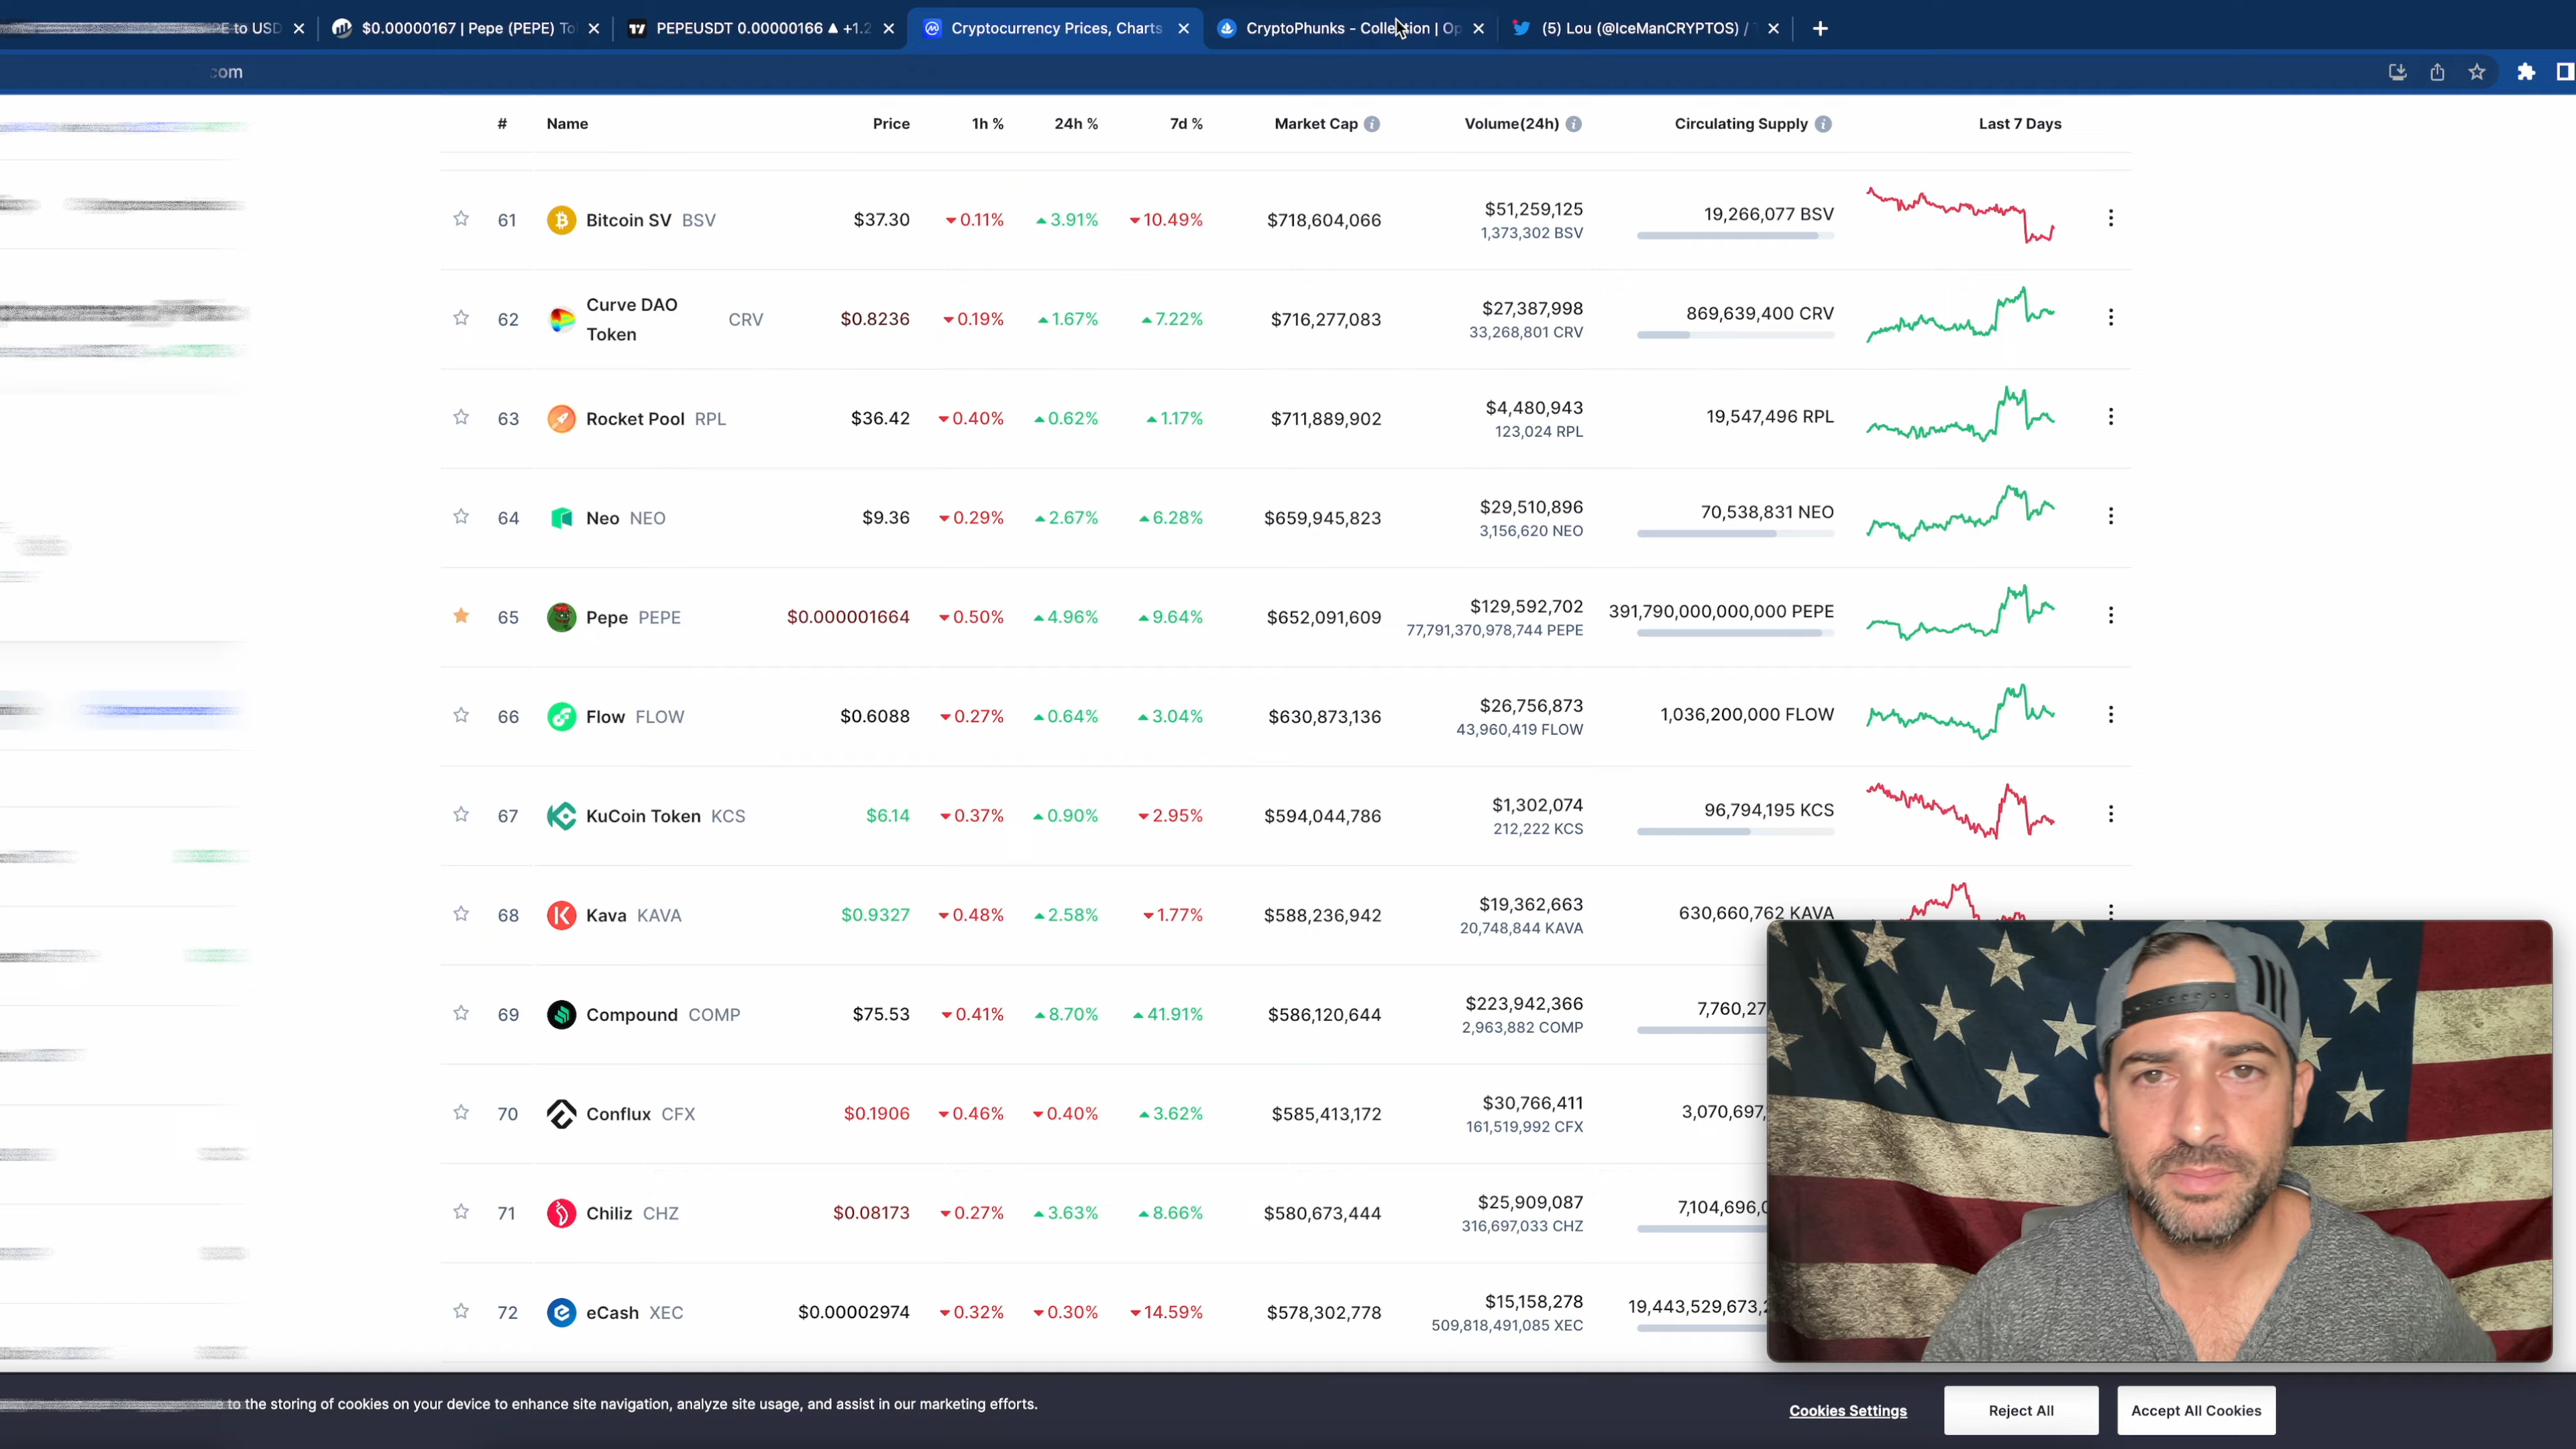 PE to USD
$0.00000167 | Pepe (PEPE) To
PEPEUSDT 0.00000166 ▲ +1.2
Cryptocurrency Prices, Charts
CryptoPhunks - Collection | Op
(5) Lou (@IceManCRYPTOS) /
.com
# Name Price 1h % 24h % 7d % Market Cap Volume(24h) Circulating Supply Last 7 Days
61 Bitcoin SV BSV $37.30 0.11% 3.91% 10.49% $718,604,066 $51,259,125 19,266,077 BSV
1,373,302 BSV
62 Curve DAO Token CRV $0.8236 0.19% 1.67% 7.22% $716,277,083 $27,387,998 869,639,400 CRV
33,268,801 CRV
63 Rocket Pool RPL $36.42 0.40% 0.62% 1.17% $711,889,902 $4,480,943 19,547,496 RPL
123,024 RPL
64 Neo NEO $9.36 0.29% 2.67% 6.28% $659,945,823 $29,510,896 70,538,831 NEO
3,156,620 NEO
65 Pepe PEPE $0.000001664 0.50% 4.96% 9.64% $652,091,609 $129,592,702 391,790,000,000,000 PEPE
77,791,370,978,744 PEPE
66 Flow FLOW $0.6088 0.27% 0.64% 3.04% $630,873,136 $26,756,873 1,036,200,000 FLOW
43,960,419 FLOW
67 KuCoin Token KCS $6.14 0.37% 0.90% 2.95% $594,044,786 $1,302,074 96,794,195 KCS
212,222 KCS
68 Kava KAVA $0.9327 0.48% 2.58% 1.77% $588,236,942 $19,362,663 630,660,762 KAVA
20,748,844 KAVA
69 Compound COMP $75.53 0.41% 8.70% 41.91% $586,120,644 $223,942,366 7,760,27
2,963,882 COMP
70 Conflux CFX $0.1906 0.46% 0.40% 3.62% $585,413,172 $30,766,411 3,070,697,
161,519,992 CFX
71 Chiliz CHZ $0.08173 0.27% 3.63% 8.66% $580,673,444 $25,909,087 7,104,696,0
316,697,033 CHZ
72 eCash XEC $0.00002974 0.32% 0.30% 14.59% $578,302,778 $15,158,278 19,443,529,673,2
509,818,491,085 XEC
to the storing of cookies on your device to enhance site navigation, analyze site usage, and assist in our marketing efforts.
Cookies Settings
Reject All
Accept All Cookies